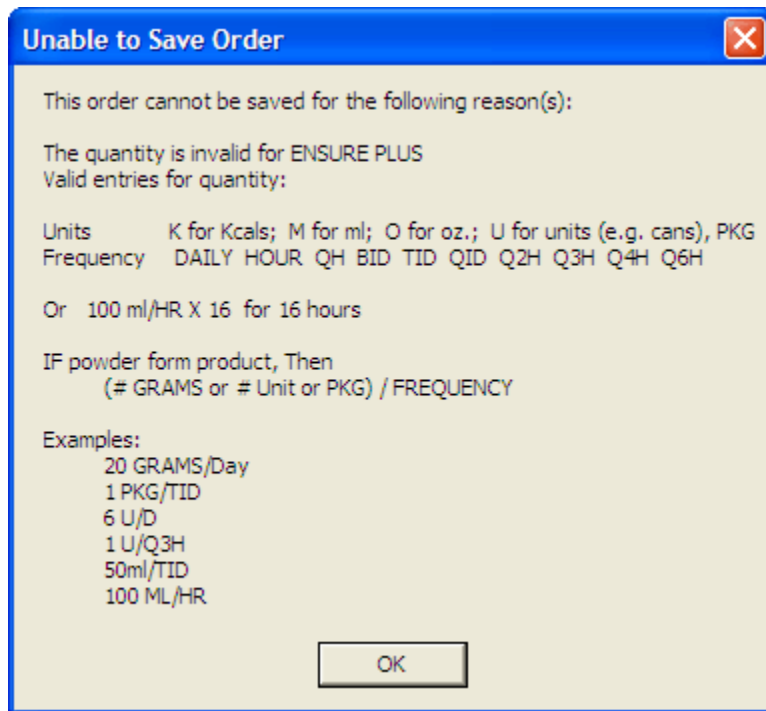 Unable to Save Order
This order cannot be saved for the following reason(s):
The quantity is invalid for ENSURE PLUS
Valid entries for quantity:
Units K for Kcals; M for ml; O for oz.; U for units (e.g. cans), PKG
Frequency DAILY HOUR QH BID TID QID Q2H Q3H Q4H Q6H
Or 100 ml/HR X 16 for 16 hours
IF powder form product, Then
(# GRAMS or # Unit or PKG) / FREQUENCY
Examples:
20 GRAMS/Day
1 PKG/TID
6 U/D
1 U/Q3H
50ml/TID
100 ML/HR
OK